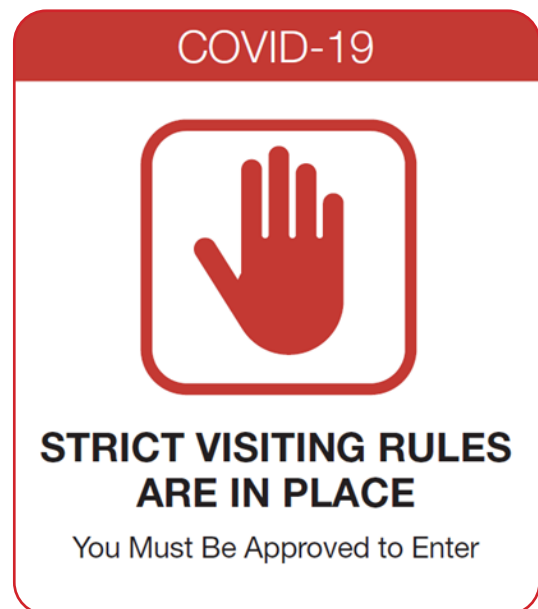 COVID-19
STRICT VISITING RULES
ARE IN PLACE
You Must Be Approved to Enter